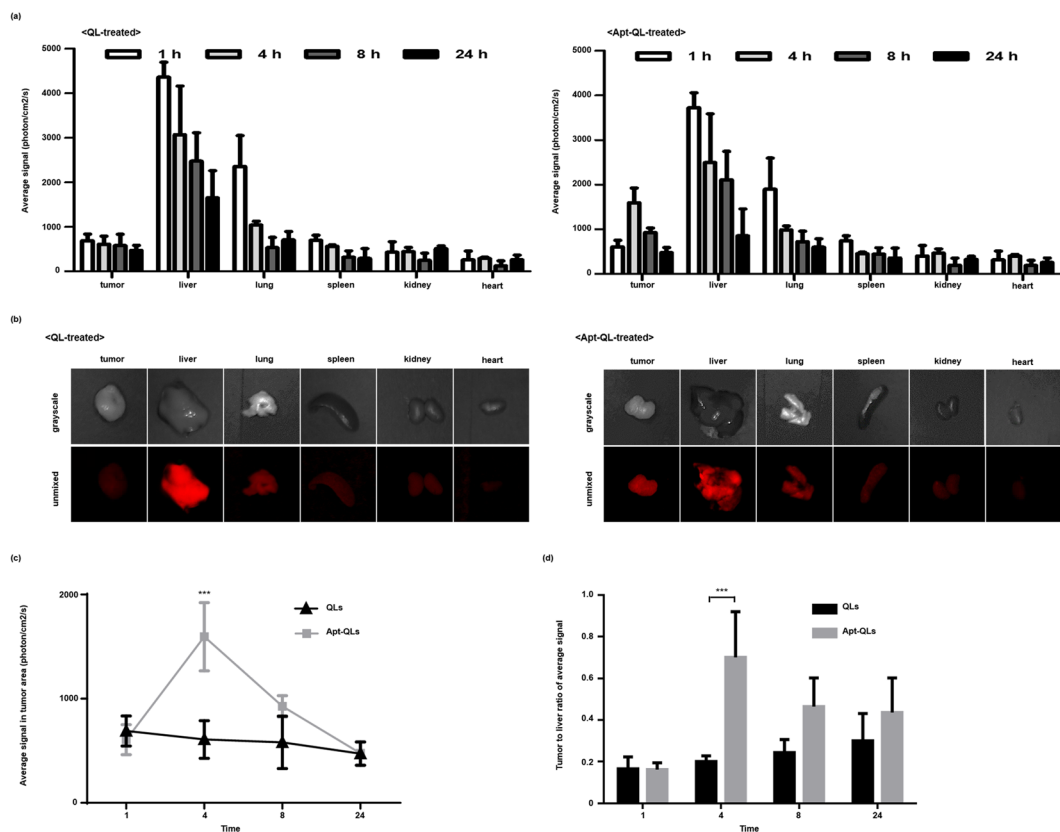 (a)
<QL-treated>
1 h 4 h 8 h 24 h
Average signal (photon/cm2/s)
5000
4000
3000
2000
1000
0
tumor liver lung spleen kidney heart
<Apt-QL-treated>
1 h 4 h 8 h 24 h
Average signal (photon/cm2/s)
5000
4000
3000
2000
1000
0
tumor liver lung spleen kidney heart
(b)
<QL-treated>
tumor liver lung spleen kidney heart
grayscale
unmixed
<Apt-QL-treated>
tumor liver lung spleen kidney heart
grayscale
unmixed
(c)
Average signal in tumor area (photon/cm2/s)
2000
1000
0
***
QLs
Apt-QLs
1 4 8 24
Time
(d)
Tumor to liver ratio of average signal
1.0
0.8
0.6
0.4
0.2
0
***
QLs
Apt-QLs
1 4 8 24
Time